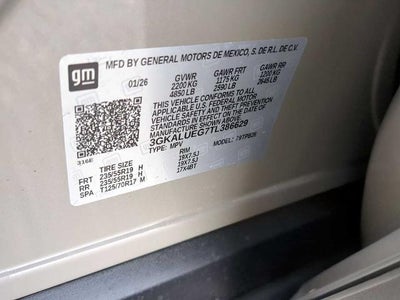 gm
MFD BY GENERAL MOTORS DE MEXICO, S. DE R.L. DE C.V.
01/26 GVWR GAWR FRT GAWR RR
2200 KG 1175 KG 1200 KG
4850 LB 2590 LB 2645 LB
THIS VEHICLE CONFORMS TO ALL APPLICABLE
U.S. FEDERAL MOTOR VEHICLE
SAFETY AND THEFT PREVENTION
STANDARDS IN EFFECT ON THE DATE OF
MANUFACTURE SHOWN ABOVE.
3GKALUEG7TL386629
TYPE: MPV
316E
TIRE SIZE RIM
FRT 235/55R19 H 19X7.5J
RR 235/55R19 H 19X7.5J
SPA T125/70R17 M 17X4BT